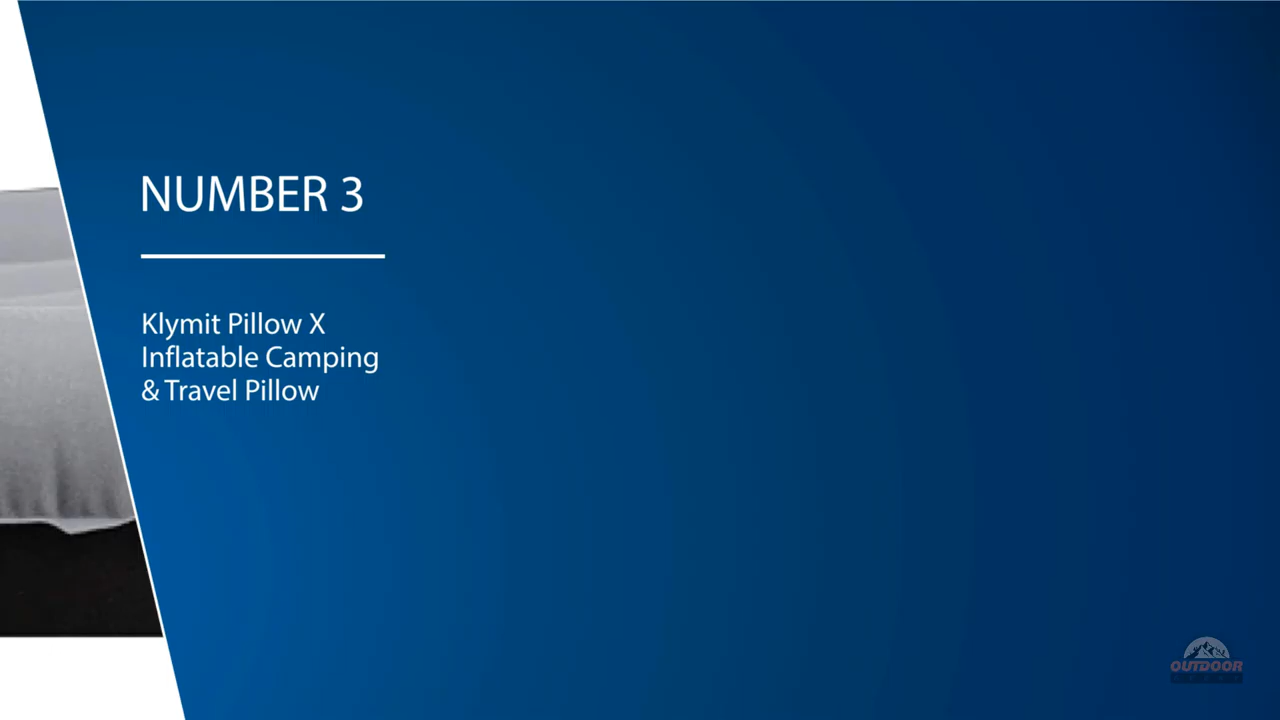 NUMBER 3
Klymit Pillow X
Inflatable Camping
& Travel Pillow
OUTDOOR